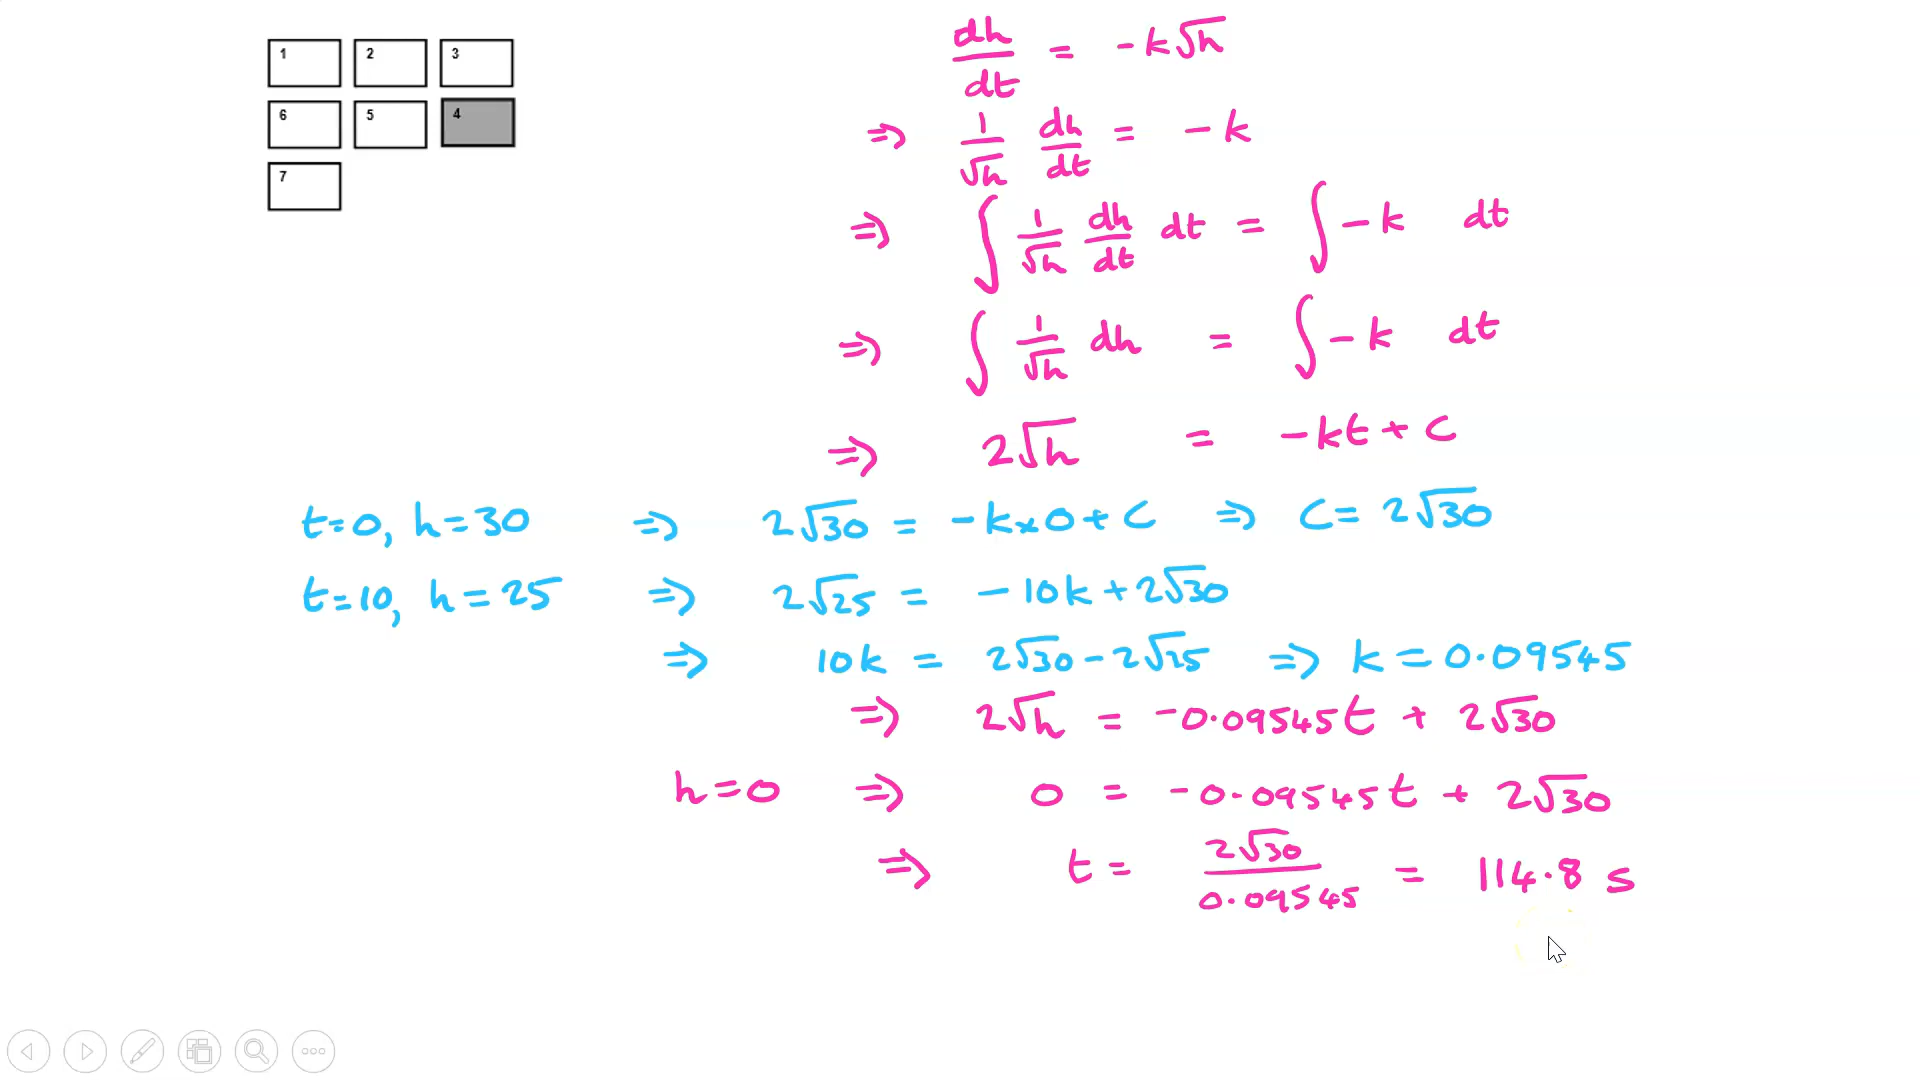 1 2 3
6 5 4
7
dh/dt = -k√h
⇒ 1/√h dh/dt = -k
⇒ ∫ 1/√h dh/dt dt = ∫ -k dt
⇒ ∫ 1/√h dh = ∫ -k dt
⇒ 2√h = -kt + c
t=0, h=30 ⇒ 2√30 = -k×0 + c ⇒ c = 2√30
t=10, h=25 ⇒ 2√25 = -10k + 2√30
⇒ 10k = 2√30 - 2√25 ⇒ k = 0.09545
⇒ 2√h = -0.09545t + 2√30
h=0 ⇒ 0 = -0.09545t + 2√30
⇒ t = 2√30/0.09545 = 114.8 s